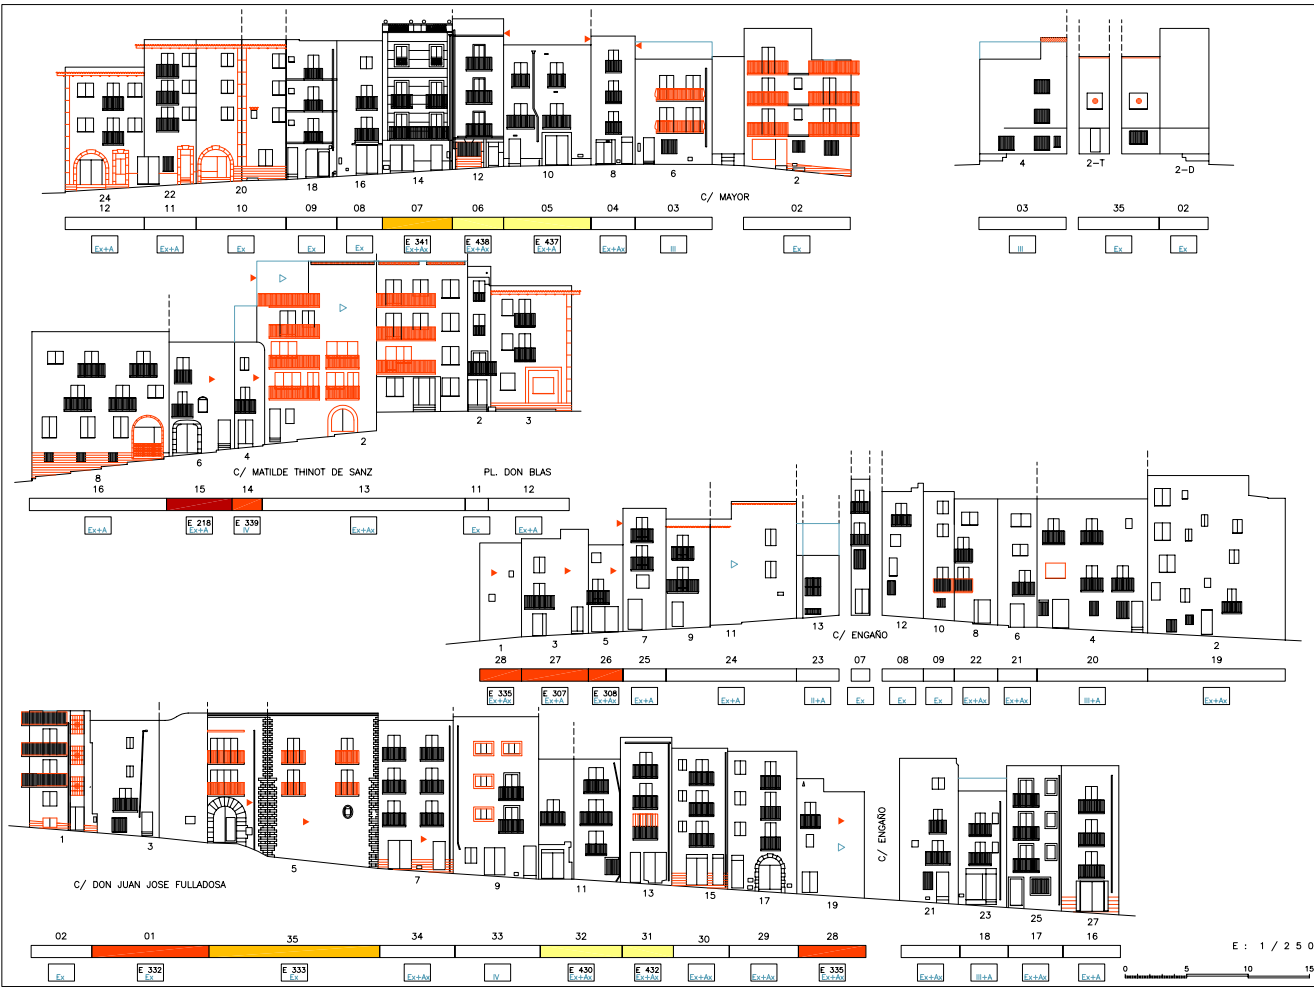 24 22 20 18 16 14 12 10 8 6 2 4 2-T 2-D
C/ MAYOR
12 11 10 09 08 07 06 05 04 03 02 03 35 02
E 341 E 438 E 437
Ex+A Ex+A Ex Ex Ex Ex+Ax Ex+Ax Ex+A Ex+Ax III Ex III Ex Ex
8 6 4 2 2 3
C/ MATILDE THINOT DE SANZ PL. DON BLAS
16 15 14 13 11 12
E 218 E 339
Ex+A Ex+A IV Ex+Ax Ex Ex+A
1 3 5 7 9 11 13 12 10 8 6 4 2
C/ ENGAÑO
28 27 26 25 24 23 07 08 09 22 21 20 19
E 335 E 307 E 308
Ex+Ax Ex+A Ex+Ax Ex+A Ex+A II+A Ex Ex Ex Ex+Ax Ex+Ax III+A Ex+Ax
1 3 5 7 9 11 13 15 17 19 21 23 25 27
C/ ENGAÑO
C/ DON JUAN JOSE FULLADOSA
02 01 35 34 33 32 31 30 29 28 18 17 16
E 332 E 333 E 430 E 432 E 335
Ex Ex Ex Ex+Ax IV Ex+Ax Ex+Ax Ex+Ax Ex+Ax Ex+Ax Ex+Ax III+A Ex+Ax Ex+A
E: 1/250
0 5 10 15